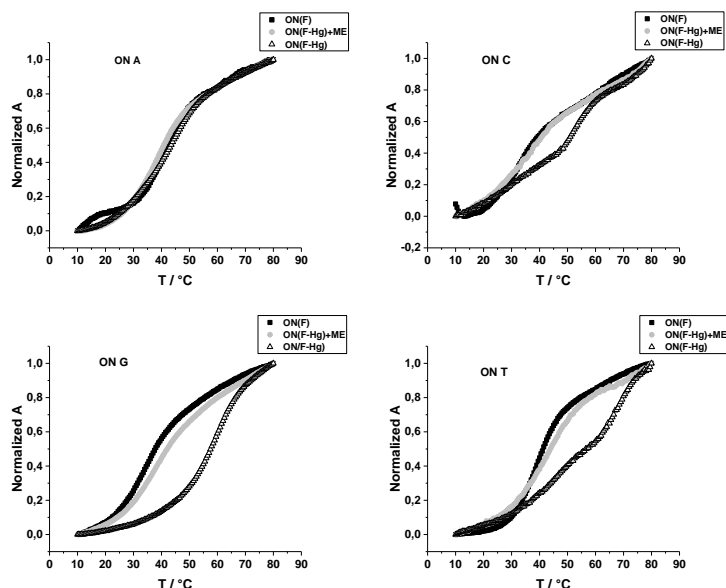 ON(F)
ON(F-Hg)+ME
ON(F-Hg)
ON A
Normalized A
1,0
0,8
0,6
0,4
0,2
0,0
0 10 20 30 40 50 60 70 80 90
T / °C
ON(F)
ON(F-Hg)+ME
ON(F-Hg)
ON C
Normalized A
1,0
0,8
0,6
0,4
0,2
0,0
-0,2
0 10 20 30 40 50 60 70 80 90
T / °C
ON(F)
ON(F-Hg)+ME
ON/F-Hg)
ON G
Normalized A
1,0
0,8
0,6
0,4
0,2
0,0
0 10 20 30 40 50 60 70 80 90
T / °C
ON(F)
ON(F-Hg)+ME
ON(F-Hg)
ON T
Normalized A
1,0
0,8
0,6
0,4
0,2
0,0
0 10 20 30 40 50 60 70 80 90
T / °C